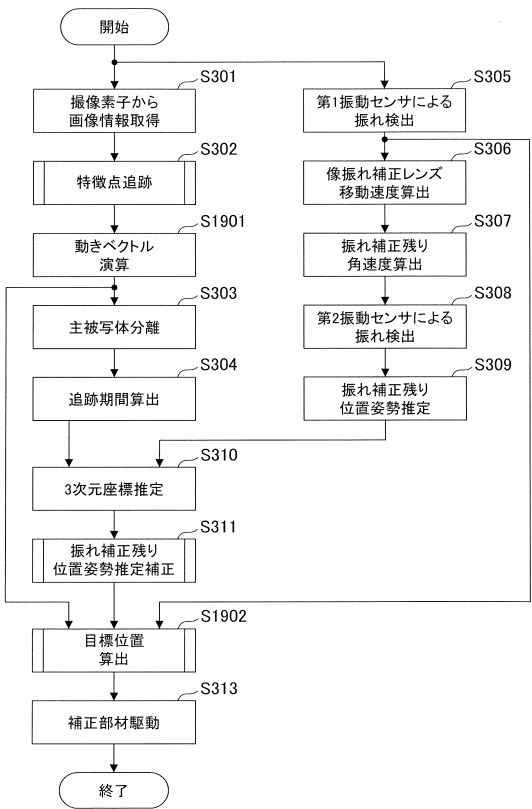 開始
S301
撮像素子から
画像情報取得
S302
特徴点追跡
S1901
動きベクトル
演算
S303
主被写体分離
S304
追跡期間算出
S305
第1振動センサによる
振れ検出
S306
像振れ補正レンズ
移動速度算出
S307
振れ補正残り
角速度算出
S308
第2振動センサによる
振れ検出
S309
振れ補正残り
位置姿勢推定
S310
3次元座標推定
S311
振れ補正残り
位置姿勢推定補正
S1902
目標位置
算出
S313
補正部材駆動
終了